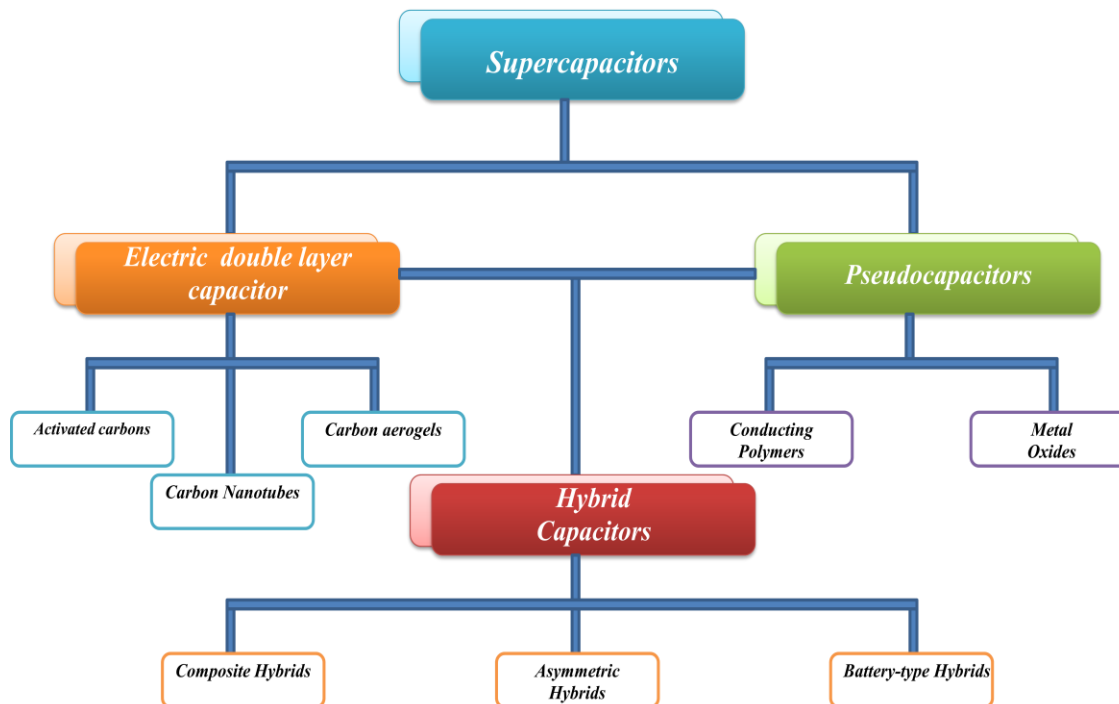 Supercapacitors
Electric double layer
capacitor
Pseudocapacitors
Activated carbons
Carbon Nanotubes
Carbon aerogels
Conducting
Polymers
Metal
Oxides
Hybrid
Capacitors
Composite Hybrids
Asymmetric
Hybrids
Battery-type Hybrids